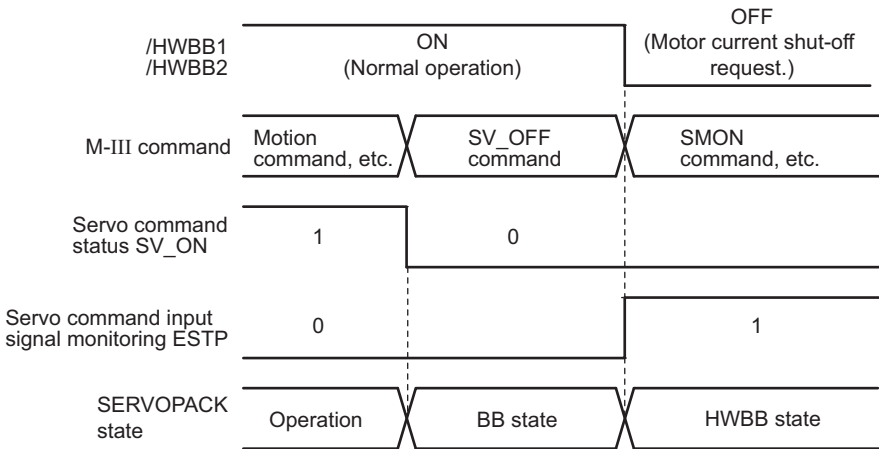 /HWBB1
/HWBB2
ON
(Normal operation)
OFF
(Motor current shut-off
request.)
M-III command
Motion
command, etc.
SV_OFF
command
SMON
command, etc.
Servo command
status SV_ON
1
0
Servo command input
signal monitoring ESTP
0
1
SERVOPACK
state
Operation
BB state
HWBB state